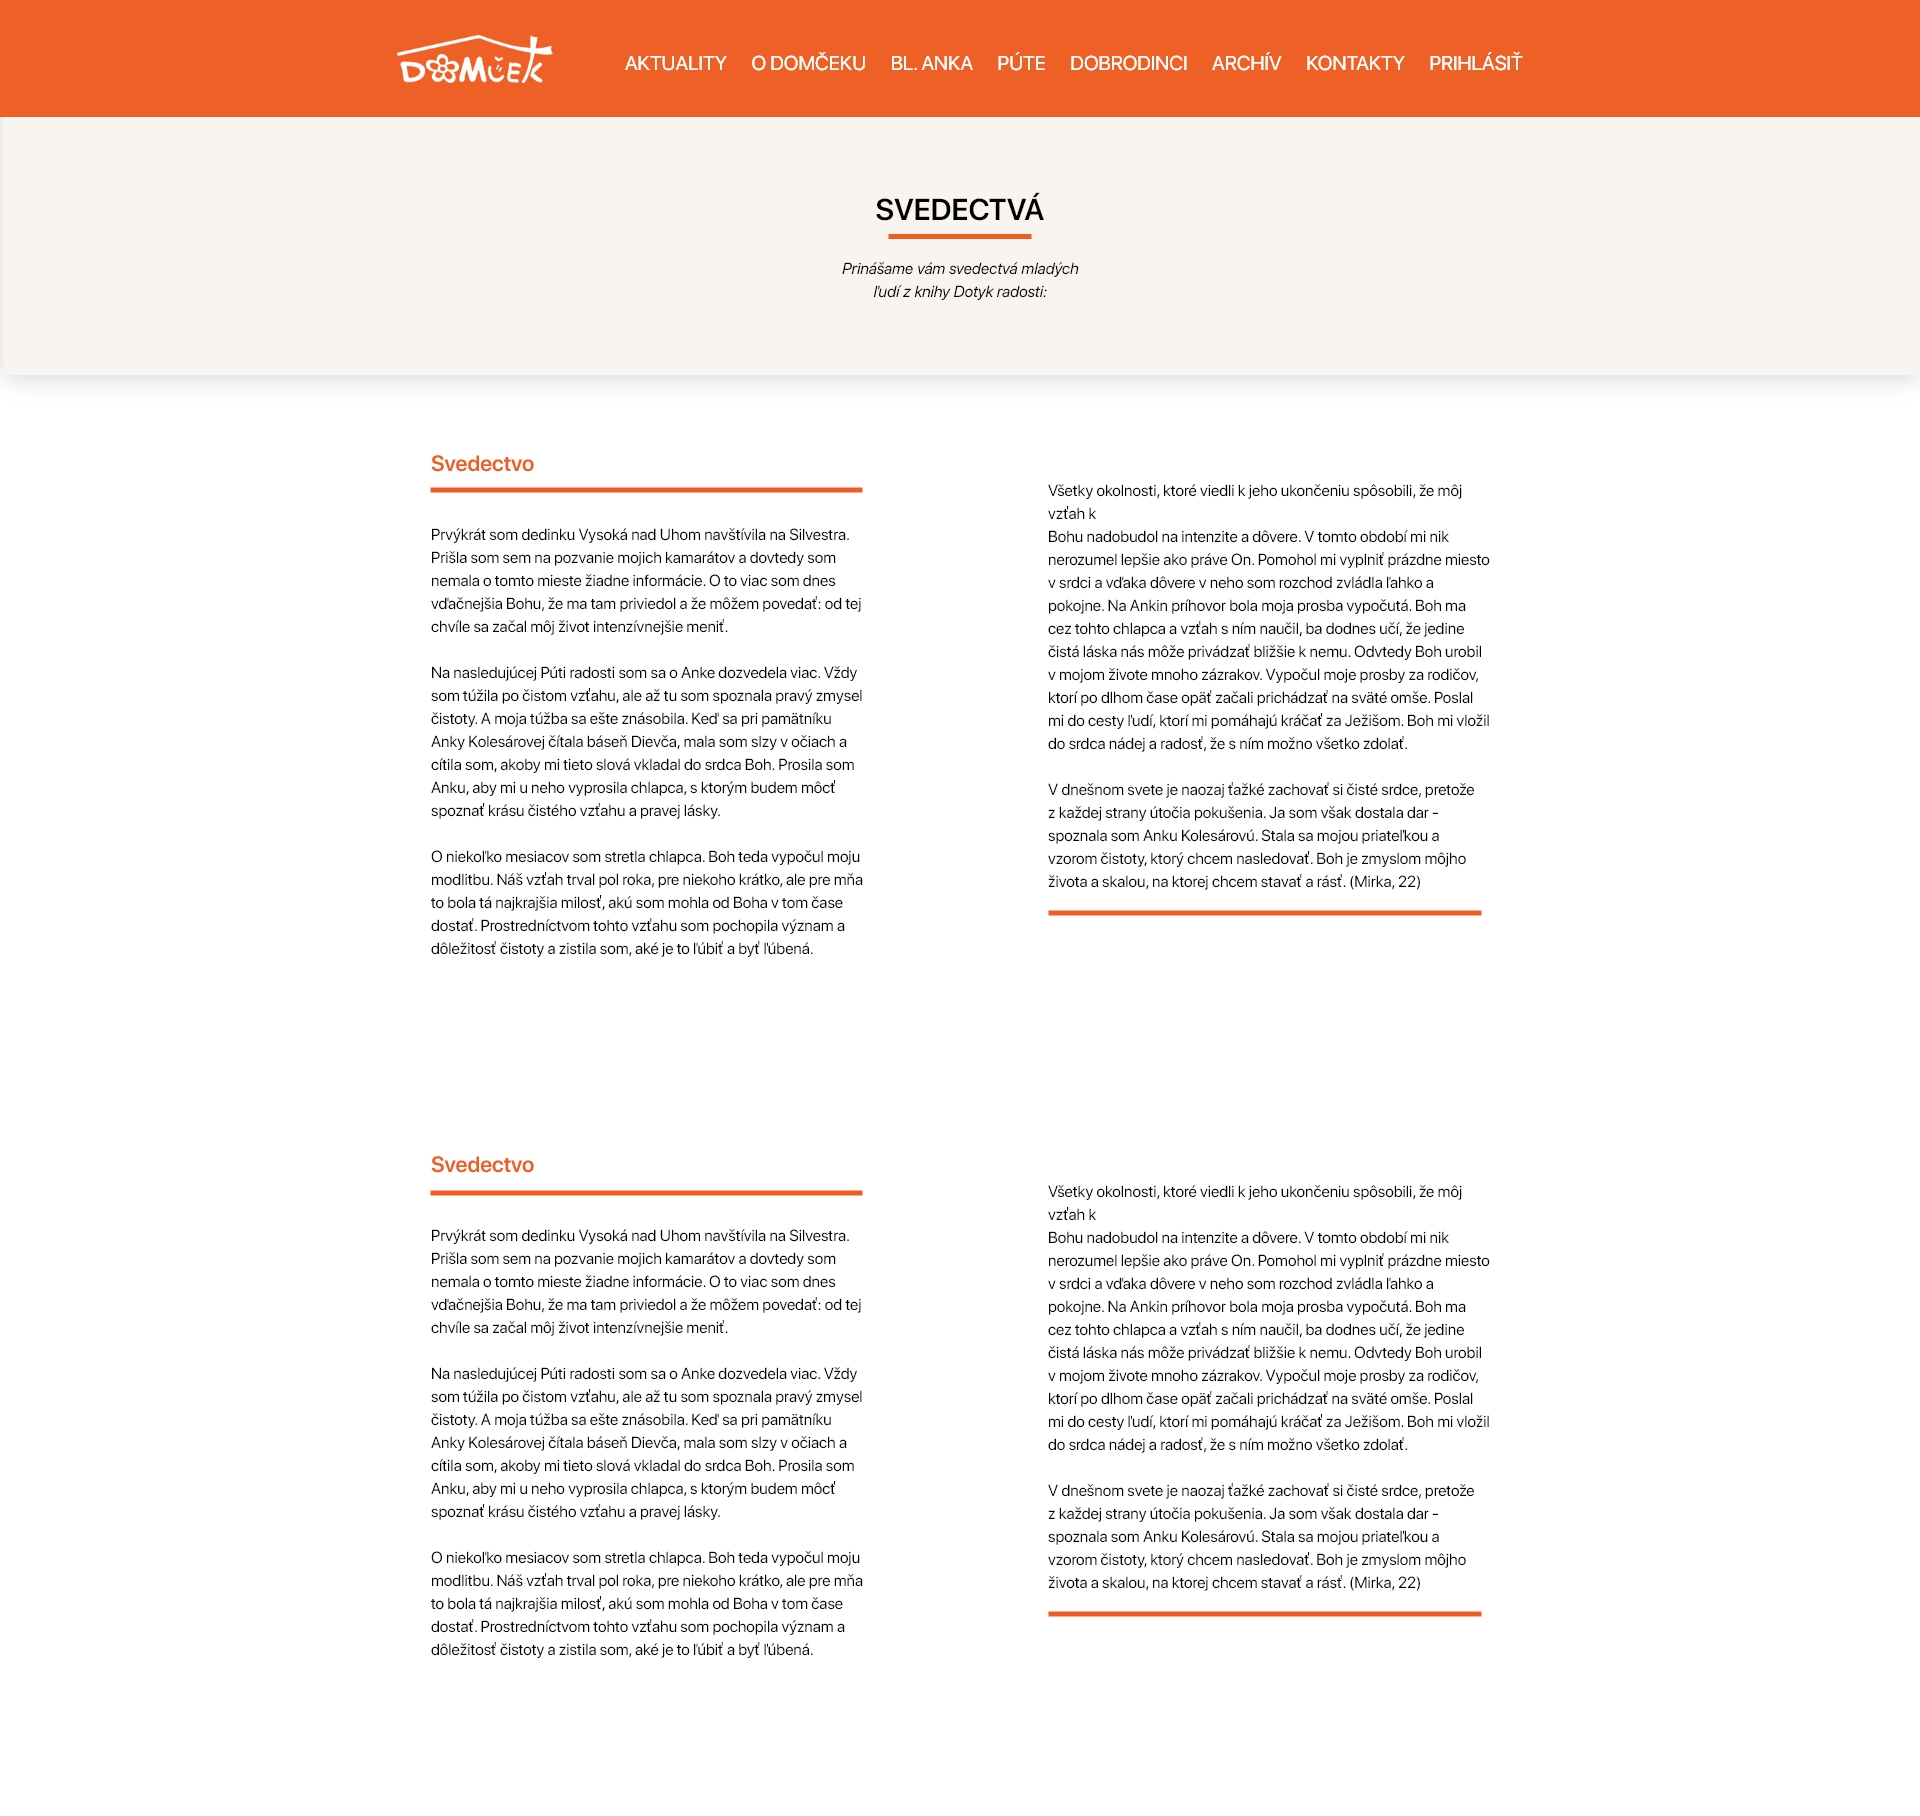 DOMČEK
AKTUALITY O DOMČEKU BL. ANKA PÚTE DOBRODINCI ARCHÍV KONTAKTY PRIHLÁSIŤ
SVEDECTVÁ
Prinášame vám svedectvá mladých
ľudí z knihy Dotyk radosti:
Svedectvo
Prvýkrát som dedinku Vysoká nad Uhom navštívila na Silvestra.
Prišla som sem na pozvanie mojich kamarátov a dovtedy som
nemala o tomto mieste žiadne informácie. O to viac som dnes
vďačnejšia Bohu, že ma tam priviedol a že môžem povedať: od tej
chvíle sa začal môj život intenzívnejšie meniť.
Na nasledujúcej Púti radosti som sa o Anke dozvedela viac. Vždy
som túžila po čistom vzťahu, ale až tu som spoznala pravý zmysel
čistoty. A moja túžba sa ešte znásobila. Keď sa pri pamätníku
Anky Kolesárovej čítala báseň Dievča, mala som slzy v očiach a
cítila som, akoby mi tieto slová vkladal do srdca Boh. Prosila som
Anku, aby mi u neho vyprosila chlapca, s ktorým budem môcť
spoznať krásu čistého vzťahu a pravej lásky.
O niekoľko mesiacov som stretla chlapca. Boh teda vypočul moju
modlitbu. Náš vzťah trval pol roka, pre niekoho krátko, ale pre mňa
to bola tá najkrajšia milosť, akú som mohla od Boha v tom čase
dostať. Prostredníctvom tohto vzťahu som pochopila význam a
dôležitosť čistoty a zistila som, aké je to ľúbiť a byť ľúbená.
Všetky okolnosti, ktoré viedli k jeho ukončeniu spôsobili, že môj
vzťah k
Bohu nadobudol na intenzite a dôvere. V tomto období mi nik
nerozumel lepšie ako práve On. Pomohol mi vyplniť prázdne miesto
v srdci a vďaka dôvere v neho som rozchod zvládla ľahko a
pokojne. Na Ankin príhovor bola moja prosba vypočutá. Boh ma
cez tohto chlapca a vzťah s ním naučil, ba dodnes učí, že jedine
čistá láska nás môže privádzať bližšie k nemu. Odvtedy Boh urobil
v mojom živote mnoho zázrakov. Vypočul moje prosby za rodičov,
ktorí po dlhom čase opäť začali prichádzať na sväté omše. Poslal
mi do cesty ľudí, ktorí mi pomáhajú kráčať za Ježišom. Boh mi vložil
do srdca nádej a radosť, že s ním možno všetko zdolať.
V dnešnom svete je naozaj ťažké zachovať si čisté srdce, pretože
z každej strany útočia pokušenia. Ja som však dostala dar -
spoznala som Anku Kolesárovú. Stala sa mojou priateľkou a
vzorom čistoty, ktorý chcem nasledovať. Boh je zmyslom môjho
života a skalou, na ktorej chcem stavať a rásť. (Mirka, 22)
Svedectvo
Prvýkrát som dedinku Vysoká nad Uhom navštívila na Silvestra.
Prišla som sem na pozvanie mojich kamarátov a dovtedy som
nemala o tomto mieste žiadne informácie. O to viac som dnes
vďačnejšia Bohu, že ma tam priviedol a že môžem povedať: od tej
chvíle sa začal môj život intenzívnejšie meniť.
Na nasledujúcej Púti radosti som sa o Anke dozvedela viac. Vždy
som túžila po čistom vzťahu, ale až tu som spoznala pravý zmysel
čistoty. A moja túžba sa ešte znásobila. Keď sa pri pamätníku
Anky Kolesárovej čítala báseň Dievča, mala som slzy v očiach a
cítila som, akoby mi tieto slová vkladal do srdca Boh. Prosila som
Anku, aby mi u neho vyprosila chlapca, s ktorým budem môcť
spoznať krásu čistého vzťahu a pravej lásky.
O niekoľko mesiacov som stretla chlapca. Boh teda vypočul moju
modlitbu. Náš vzťah trval pol roka, pre niekoho krátko, ale pre mňa
to bola tá najkrajšia milosť, akú som mohla od Boha v tom čase
dostať. Prostredníctvom tohto vzťahu som pochopila význam a
dôležitosť čistoty a zistila som, aké je to ľúbiť a byť ľúbená.
Všetky okolnosti, ktoré viedli k jeho ukončeniu spôsobili, že môj
vzťah k
Bohu nadobudol na intenzite a dôvere. V tomto období mi nik
nerozumel lepšie ako práve On. Pomohol mi vyplniť prázdne miesto
v srdci a vďaka dôvere v neho som rozchod zvládla ľahko a
pokojne. Na Ankin príhovor bola moja prosba vypočutá. Boh ma
cez tohto chlapca a vzťah s ním naučil, ba dodnes učí, že jedine
čistá láska nás môže privádzať bližšie k nemu. Odvtedy Boh urobil
v mojom živote mnoho zázrakov. Vypočul moje prosby za rodičov,
ktorí po dlhom čase opäť začali prichádzať na sväté omše. Poslal
mi do cesty ľudí, ktorí mi pomáhajú kráčať za Ježišom. Boh mi vložil
do srdca nádej a radosť, že s ním možno všetko zdolať.
V dnešnom svete je naozaj ťažké zachovať si čisté srdce, pretože
z každej strany útočia pokušenia. Ja som však dostala dar -
spoznala som Anku Kolesárovú. Stala sa mojou priateľkou a
vzorom čistoty, ktorý chcem nasledovať. Boh je zmyslom môjho
života a skalou, na ktorej chcem stavať a rásť. (Mirka, 22)